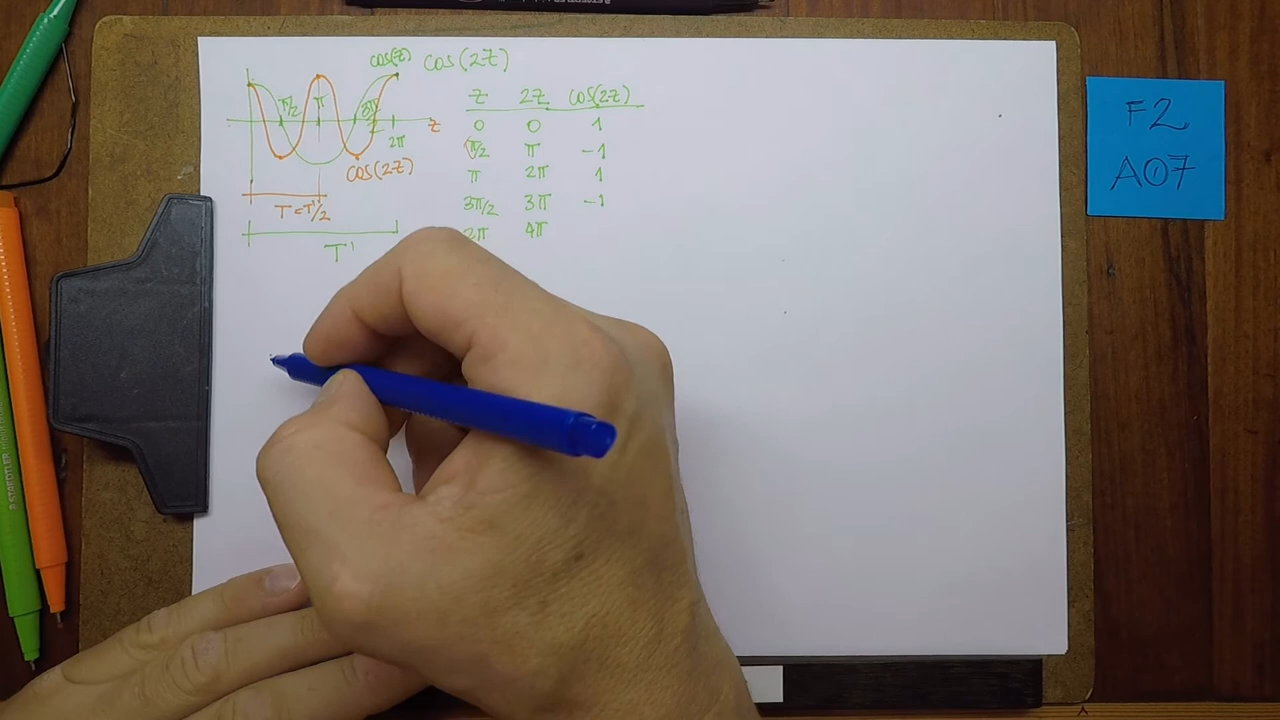 cos(z) cos(2z)
π/2 π 3π/2 z
2π
cos(2z)
T = T'/2
T'
z 2z cos(2z)
0 0 1
π/2 π -1
π 2π 1
3π/2 3π -1
2π 4π
F2
A07
STAEDTLER